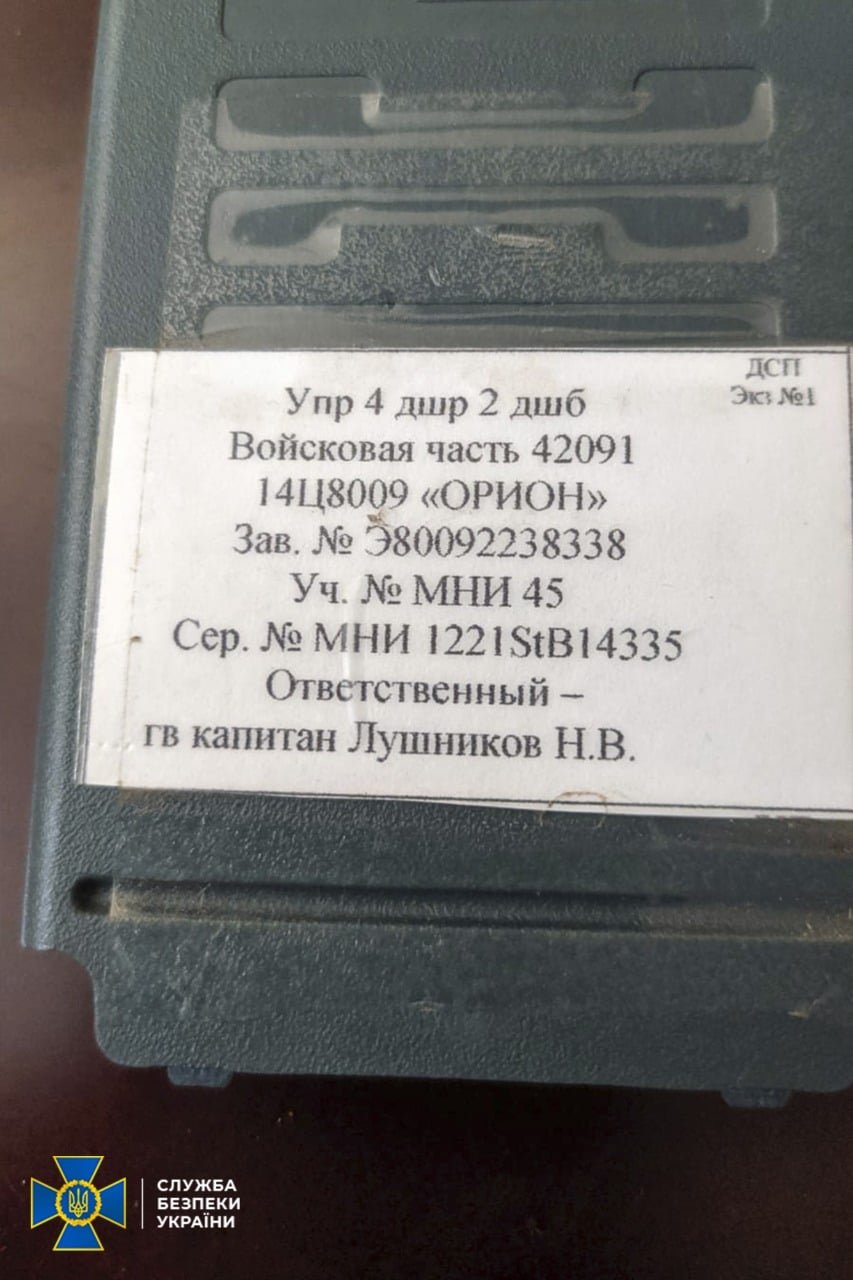 ДСП
Экз №1
Упр 4 дшр 2 дшб
Войсковая часть 42091
14Ц8009 «ОРИОН»
Зав. № Э80092238338
Уч. № МНИ 45
Сер. № МНИ 1221StB14335
Ответственный –
гв капитан Лушников Н.В.
СЛУЖБА
БЕЗПЕКИ
УКРАЇНИ